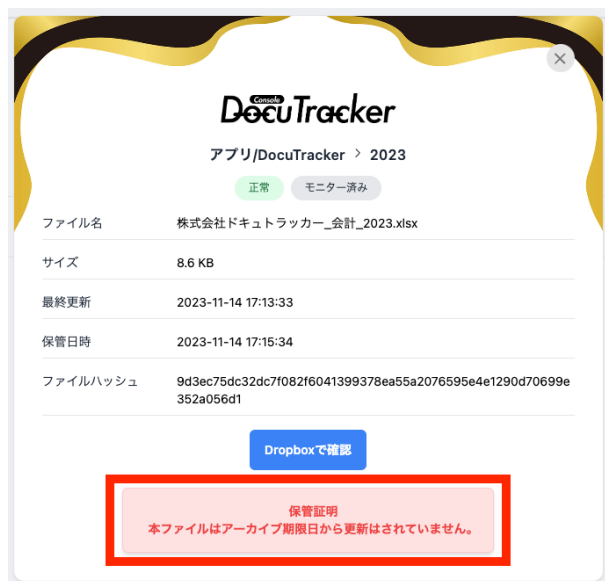 Console
DocuTracker
アプリ/DocuTracker > 2023
正常 モニター済み
ファイル名 株式会社ドキュトラッカー_会計_2023.xlsx
サイズ 8.6 KB
最終更新 2023-11-14 17:13:33
保管日時 2023-11-14 17:15:34
ファイルハッシュ 9d3ec75dc32dc7f082f6041399378ea55a2076595e4e1290d70699e
352a056d1
Dropboxで確認
保管証明
本ファイルはアーカイブ期限日から更新はされていません。